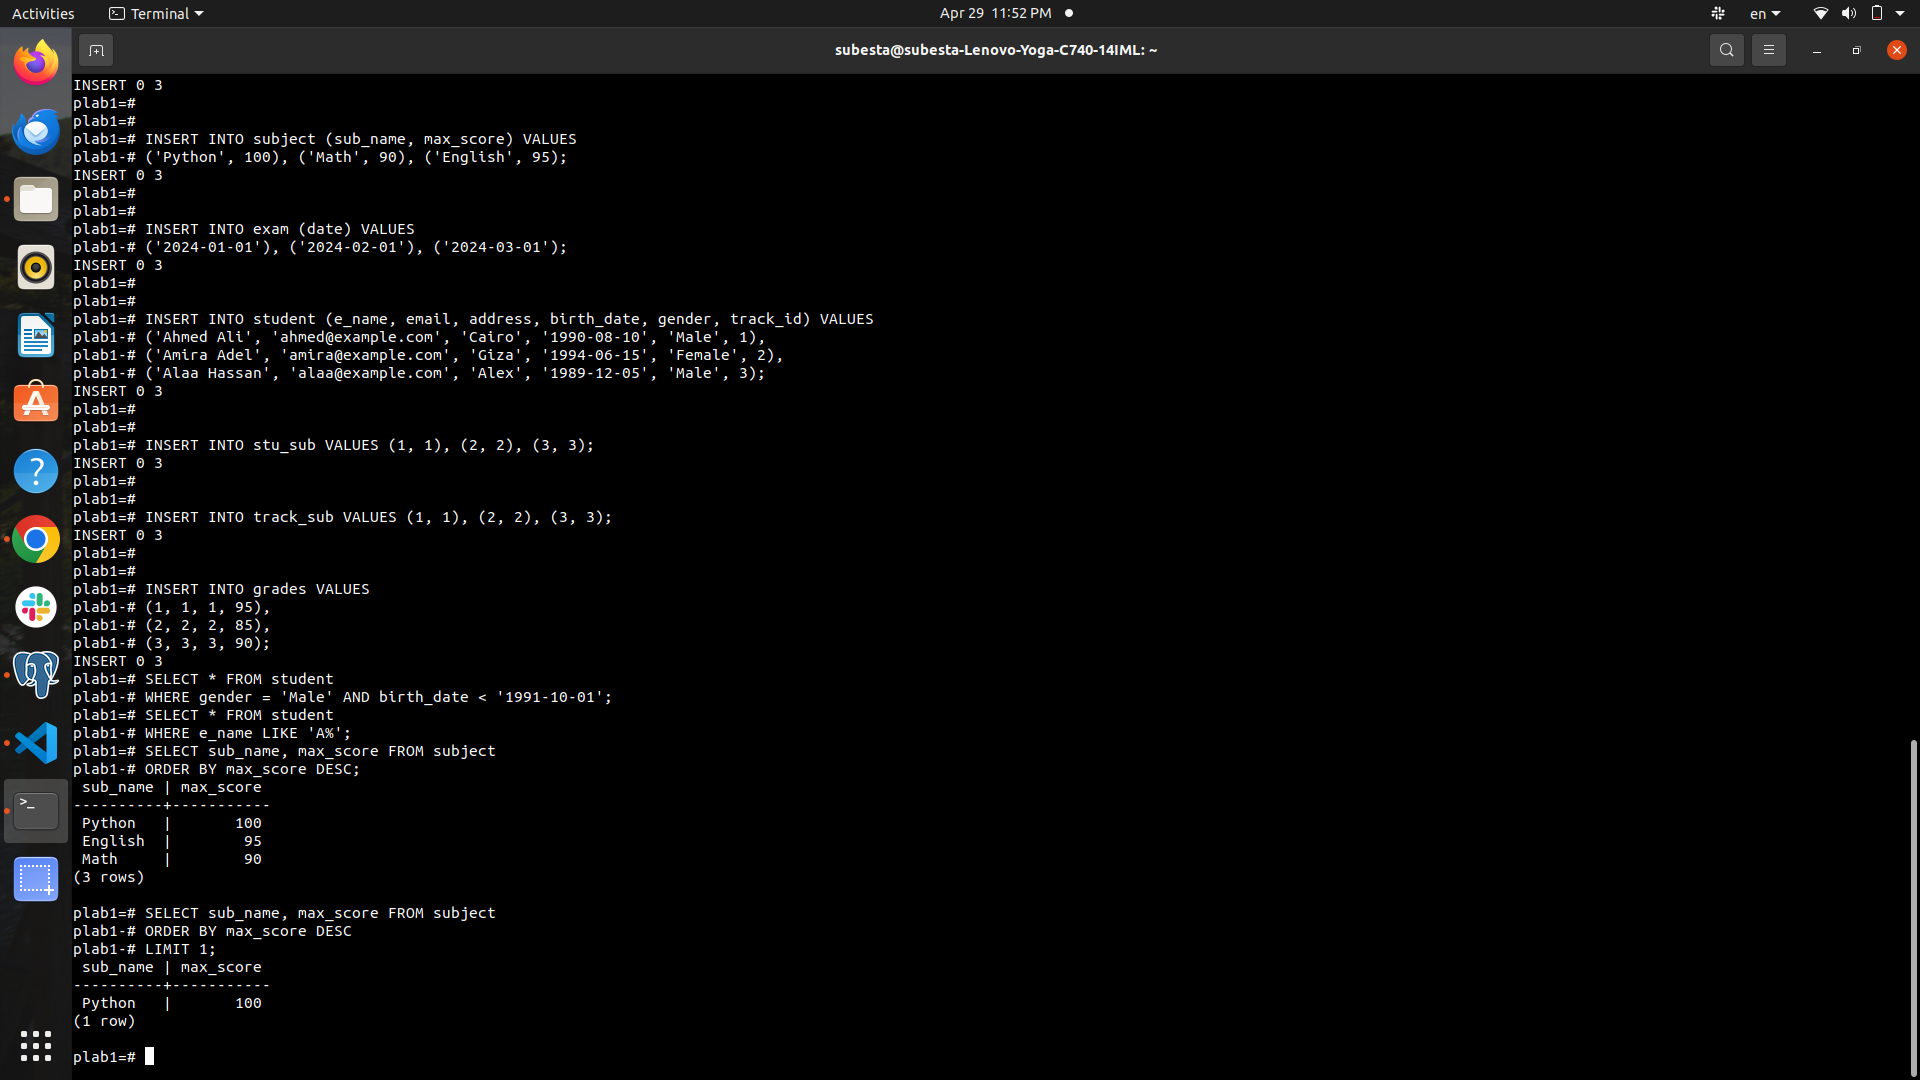 Activities
Terminal
Apr 29 11:52 PM
en
subesta@subesta-Lenovo-Yoga-C740-14IML: ~
INSERT 0 3
plab1=#
plab1=#
plab1=# INSERT INTO subject (sub_name, max_score) VALUES
plab1-# ('Python', 100), ('Math', 90), ('English', 95);
INSERT 0 3
plab1=#
plab1=#
plab1=# INSERT INTO exam (date) VALUES
plab1-# ('2024-01-01'), ('2024-02-01'), ('2024-03-01');
INSERT 0 3
plab1=#
plab1=#
plab1=# INSERT INTO student (e_name, email, address, birth_date, gender, track_id) VALUES
plab1-# ('Ahmed Ali', 'ahmed@example.com', 'Cairo', '1990-08-10', 'Male', 1),
plab1-# ('Amira Adel', 'amira@example.com', 'Giza', '1994-06-15', 'Female', 2),
plab1-# ('Alaa Hassan', 'alaa@example.com', 'Alex', '1989-12-05', 'Male', 3);
INSERT 0 3
plab1=#
plab1=#
plab1=# INSERT INTO stu_sub VALUES (1, 1), (2, 2), (3, 3);
INSERT 0 3
plab1=#
plab1=#
plab1=# INSERT INTO track_sub VALUES (1, 1), (2, 2), (3, 3);
INSERT 0 3
plab1=#
plab1=#
plab1=# INSERT INTO grades VALUES
plab1-# (1, 1, 1, 95),
plab1-# (2, 2, 2, 85),
plab1-# (3, 3, 3, 90);
INSERT 0 3
plab1=# SELECT * FROM student
plab1-# WHERE gender = 'Male' AND birth_date < '1991-10-01';
plab1=# SELECT * FROM student
plab1-# WHERE e_name LIKE 'A%';
plab1=# SELECT sub_name, max_score FROM subject
plab1-# ORDER BY max_score DESC;
 sub_name | max_score
----------+-----------
 Python   |       100
 English  |        95
 Math     |        90
(3 rows)
plab1=# SELECT sub_name, max_score FROM subject
plab1-# ORDER BY max_score DESC
plab1-# LIMIT 1;
 sub_name | max_score
----------+-----------
 Python   |       100
(1 row)
plab1=#